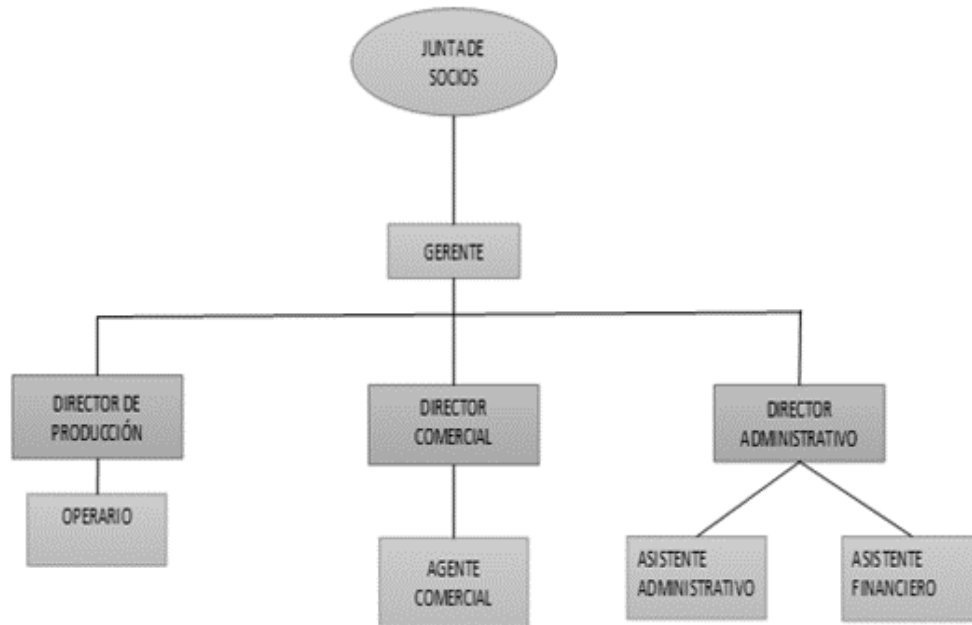 JUNTA DE
SOCIOS
GERENTE
DIRECTOR DE
PRODUCCIÓN
DIRECTOR
COMERCIAL
DIRECTOR
ADMINISTRATIVO
OPERARIO
AGENTE
COMERCIAL
ASISTENTE
ADMINISTRATIVO
ASISTENTE
FINANCIERO